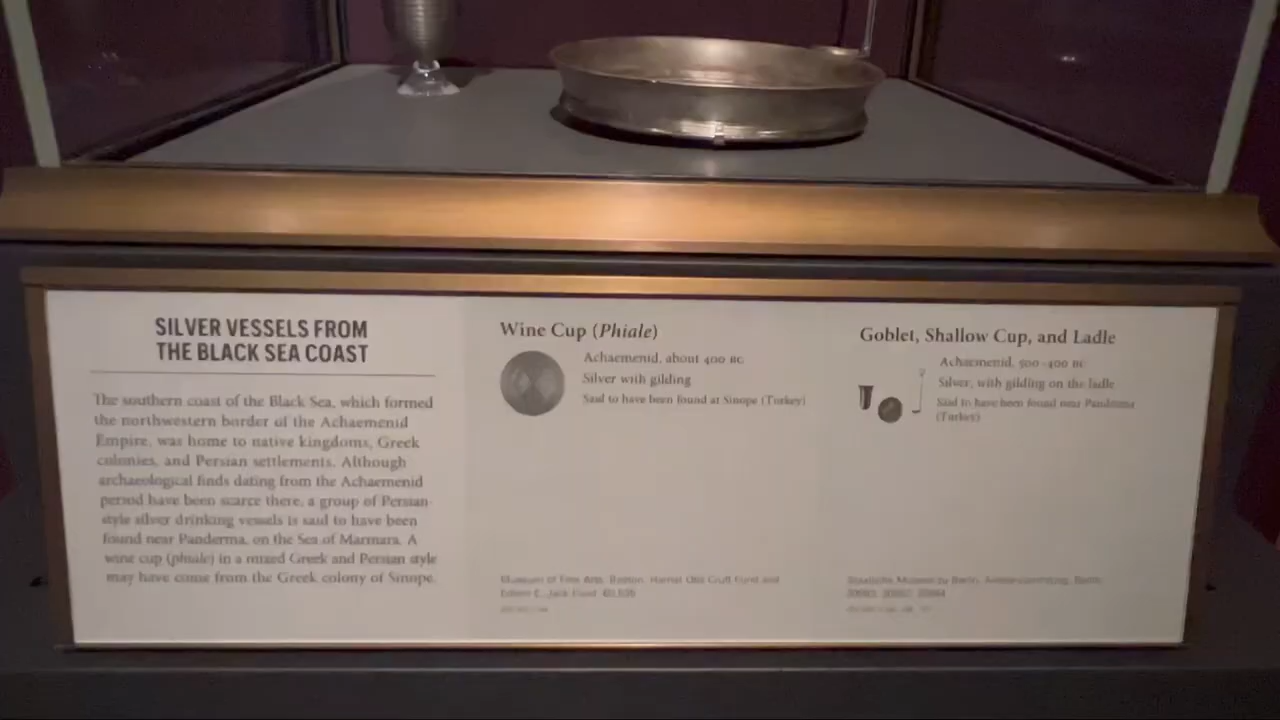 SILVER VESSELS FROM
THE BLACK SEA COAST
The southern coast of the Black Sea, which formed
the northwestern border of the Achaemenid
Empire, was home to native kingdoms, Greek
colonies, and Persian settlements. Although
archaeological finds dating from the Achaemenid
period have been scarce there, a group of Persian-
style silver drinking vessels is said to have been
found near Panderma, on the Sea of Marmara. A
wine cup (phiale) in a mixed Greek and Persian style
may have come from the Greek colony of Sinope.
Wine Cup (Phiale)
Achaemenid, about 400 BC
Silver with gilding
Said to have been found at Sinope (Turkey)
Museum of Fine Arts, Boston, Harriet Otis Cruft Fund and
Edwin E. Jack Fund
Goblet, Shallow Cup, and Ladle
Achaemenid, 500–400 BC
Silver, with gilding on the ladle
Said to have been found near Panderma
(Turkey)
Staatliche Museen zu Berlin, Antikensammlung, Berlin